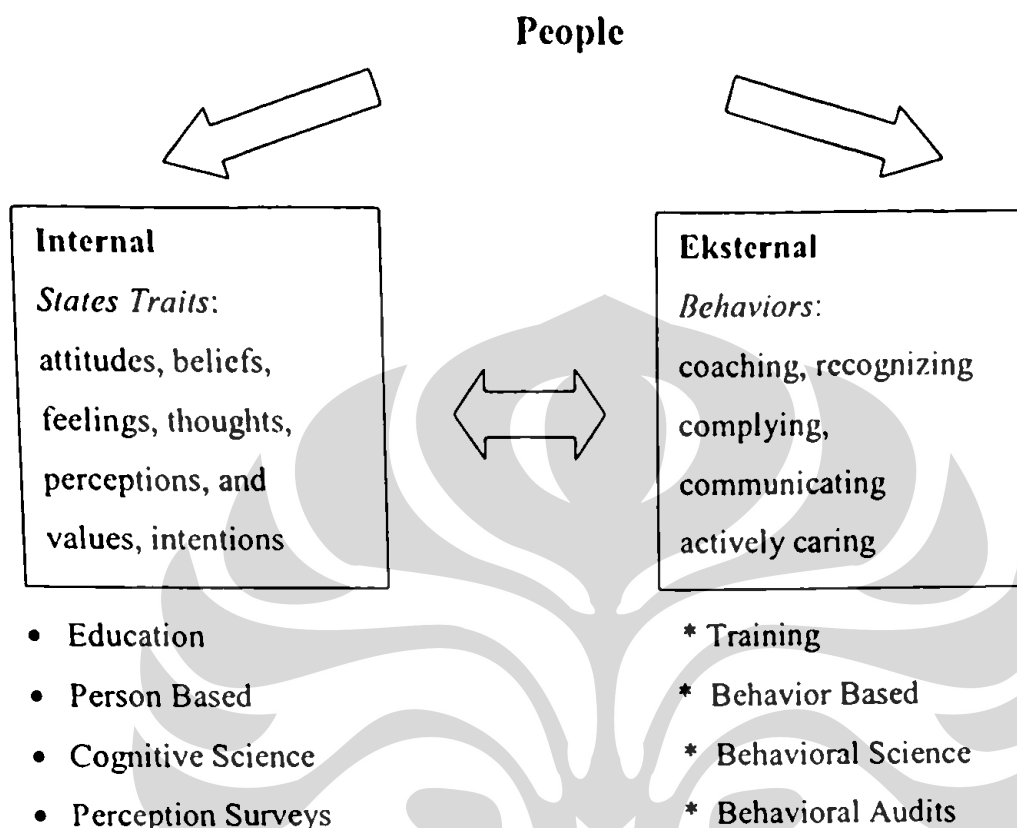 People
Internal
States Traits:
attitudes, beliefs,
feelings, thoughts,
perceptions, and
values, intentions
Eksternal
Behaviors:
coaching, recognizing
complying,
communicating
actively caring
• Education
• Person Based
• Cognitive Science
• Perception Surveys
* Training
* Behavior Based
* Behavioral Science
* Behavioral Audits